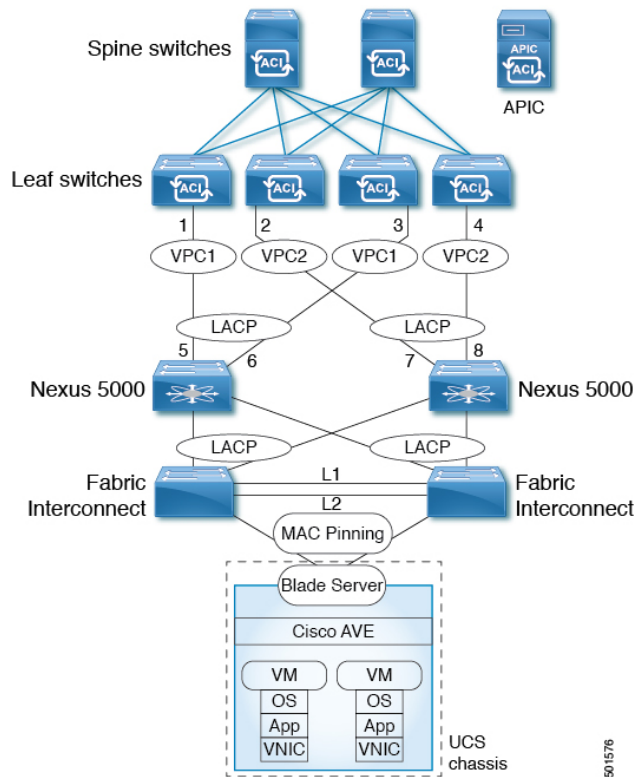 Spine switches
ACI
ACI
APIC
ACI
APIC
Leaf switches
ACI
ACI
ACI
ACI
1
2
3
4
VPC1
VPC2
VPC1
VPC2
LACP
LACP
5
6
7
8
Nexus 5000
Nexus 5000
LACP
LACP
Fabric
Interconnect
L1
L2
Fabric
Interconnect
MAC Pinning
Blade Server
Cisco AVE
VM
VM
OS
OS
App
App
VNIC
VNIC
UCS
chassis
501576